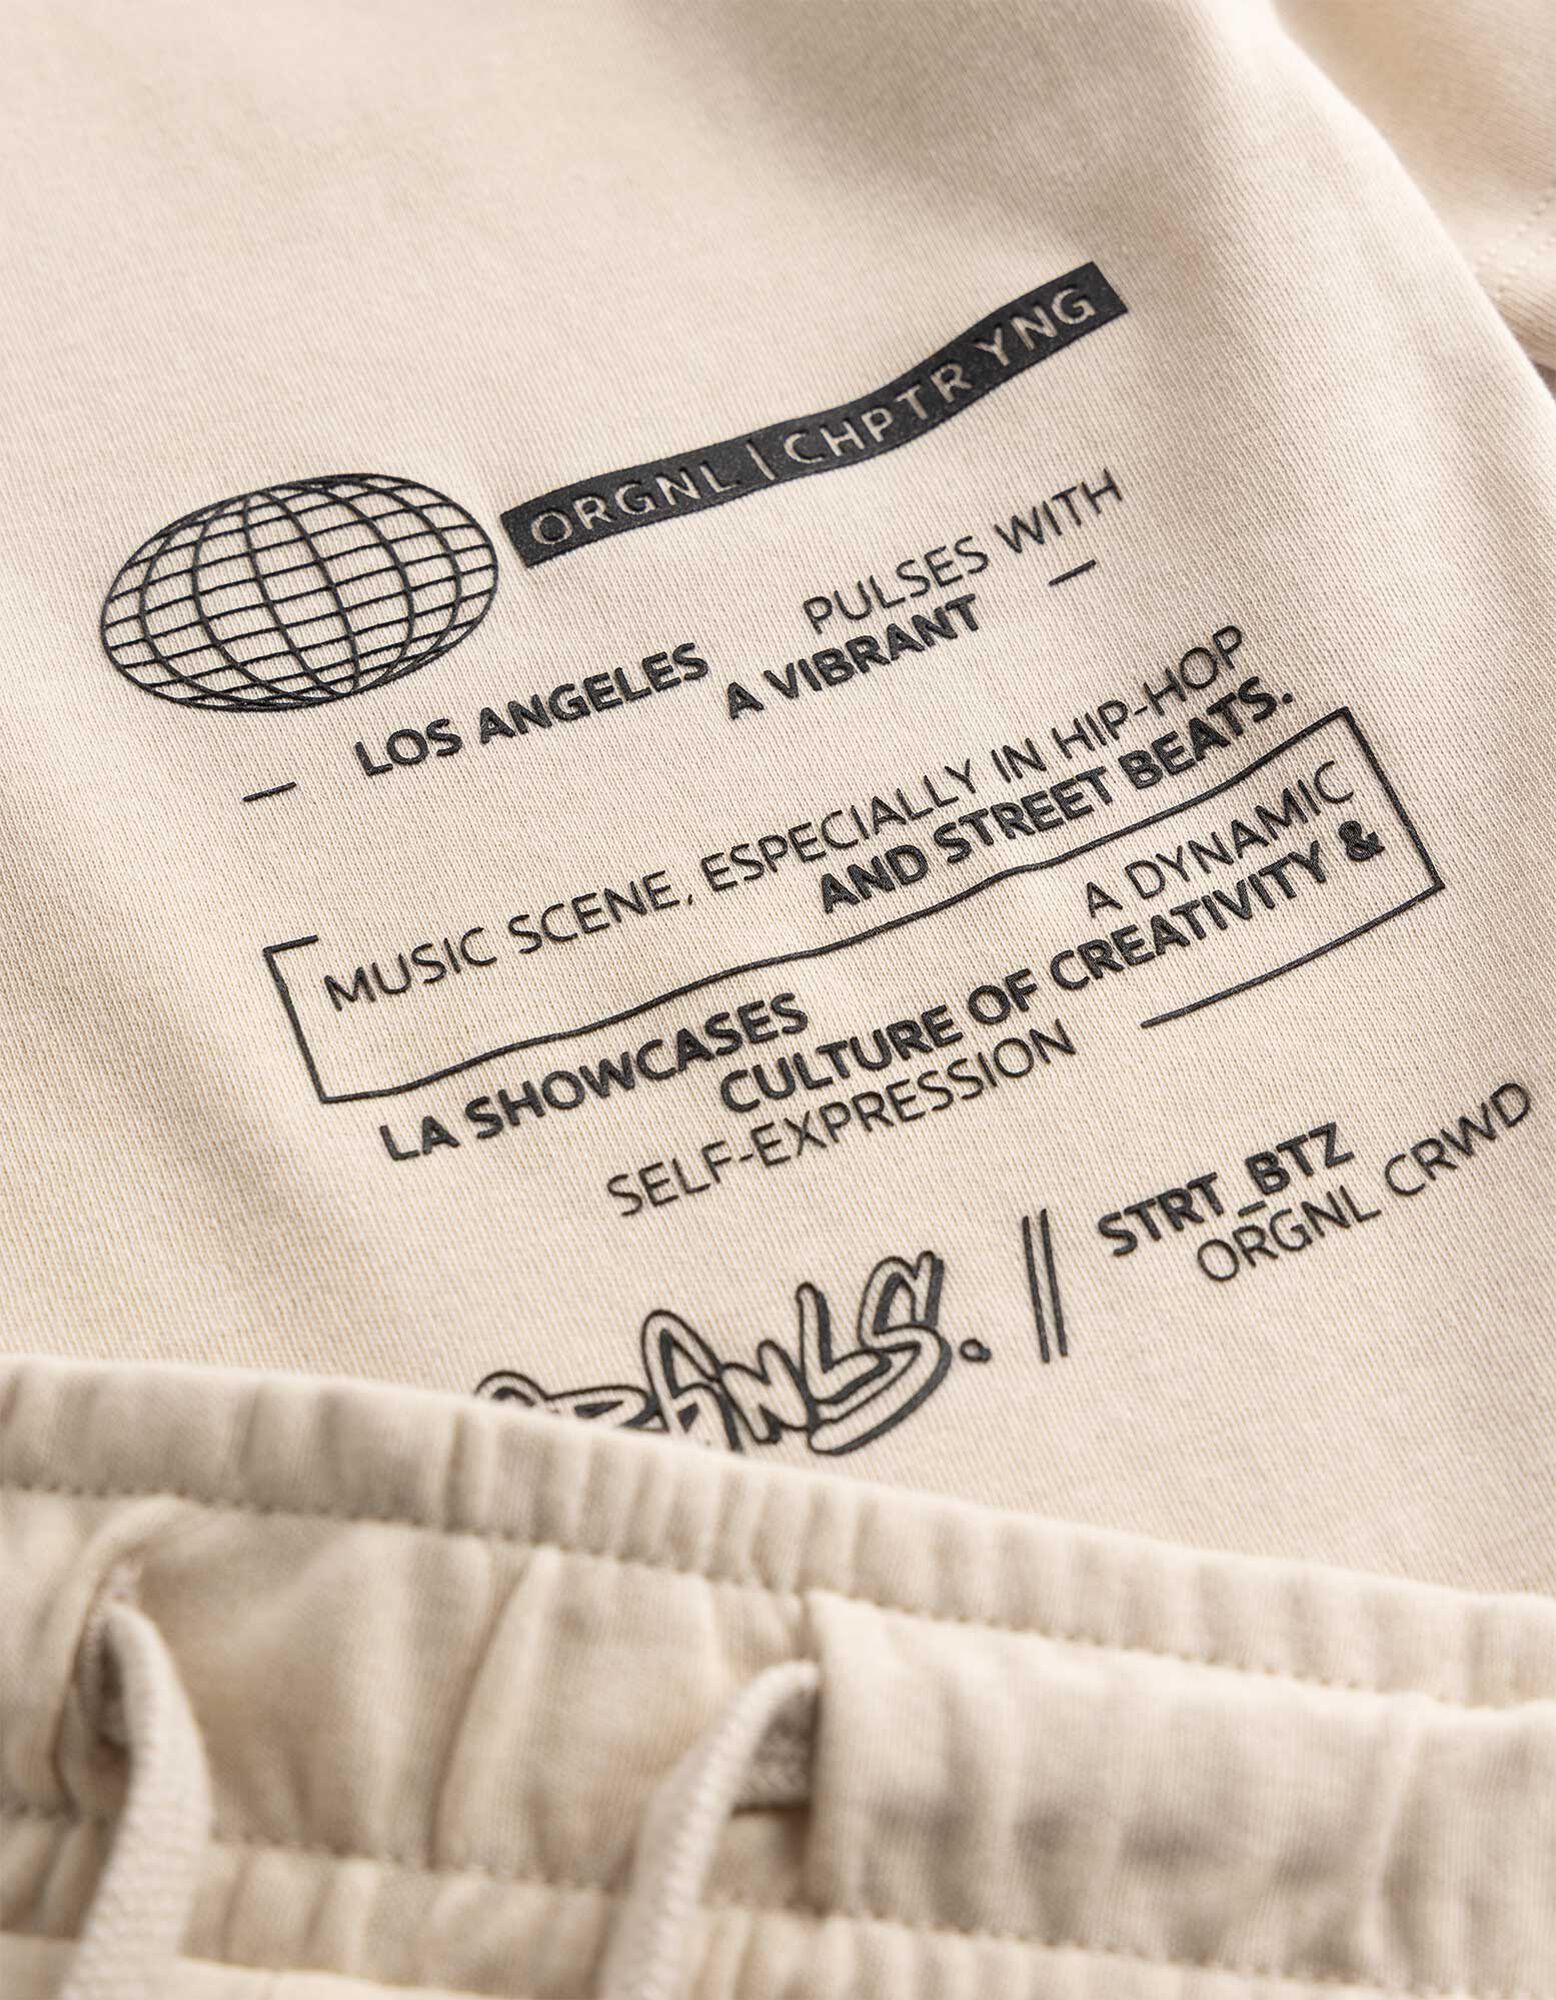 ORGNL | CHPTR YNG
LOS ANGELES PULSES WITH
A VIBRANT
MUSIC SCENE, ESPECIALLY IN HIP-HOP
AND STREET BEATS.
LA SHOWCASES A DYNAMIC
CULTURE OF CREATIVITY &
SELF-EXPRESSION
STRT_BTZ
ORGNL CRWD